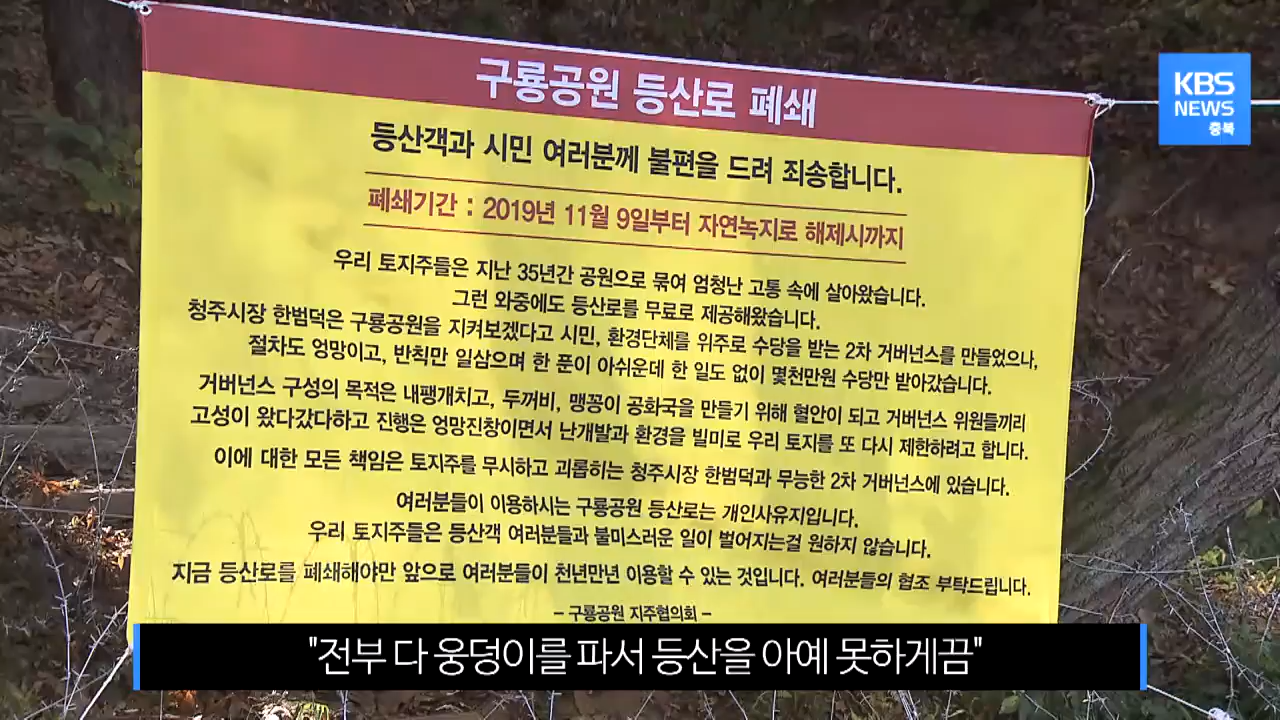 구룡공원 등산로 폐쇄
KBS
NEWS
충북
등산객과 시민 여러분께 불편을 드려 죄송합니다.
폐쇄기간 : 2019년 11월 9일부터 자연녹지로 해제시까지
우리 토지주들은 지난 35년간 공원으로 묶여 엄청난 고통 속에 살아왔습니다.
그런 와중에도 등산로를 무료로 제공해왔습니다.
청주시장 한범덕은 구룡공원을 지켜보겠다고 시민, 환경단체를 위주로 수당을 받는 2차 거버넌스를 만들었으나,
절차도 엉망이고, 반칙만 일삼으며 한 푼이 아쉬운데 한 일도 없이 몇천만원 수당만 받아갔습니다.
거버넌스 구성의 목적은 내팽개치고, 두꺼비, 맹꽁이 공화국을 만들기 위해 혈안이 되고 거버넌스 위원들끼리
고성이 왔다갔다하고 진행은 엉망진창이면서 난개발과 환경을 빌미로 우리 토지를 또 다시 제한하려고 합니다.
이에 대한 모든 책임은 토지주를 무시하고 괴롭히는 청주시장 한범덕과 무능한 2차 거버넌스에 있습니다.
여러분들이 이용하시는 구룡공원 등산로는 개인사유지입니다.
우리 토지주들은 등산객 여러분들과 불미스러운 일이 벌어지는걸 원하지 않습니다.
지금 등산로를 폐쇄해야만 앞으로 여러분들이 천년만년 이용할 수 있는 것입니다. 여러분들의 협조 부탁드립니다.
– 구룡공원 지주협의회 –
"전부 다 웅덩이를 파서 등산을 아예 못하게끔"